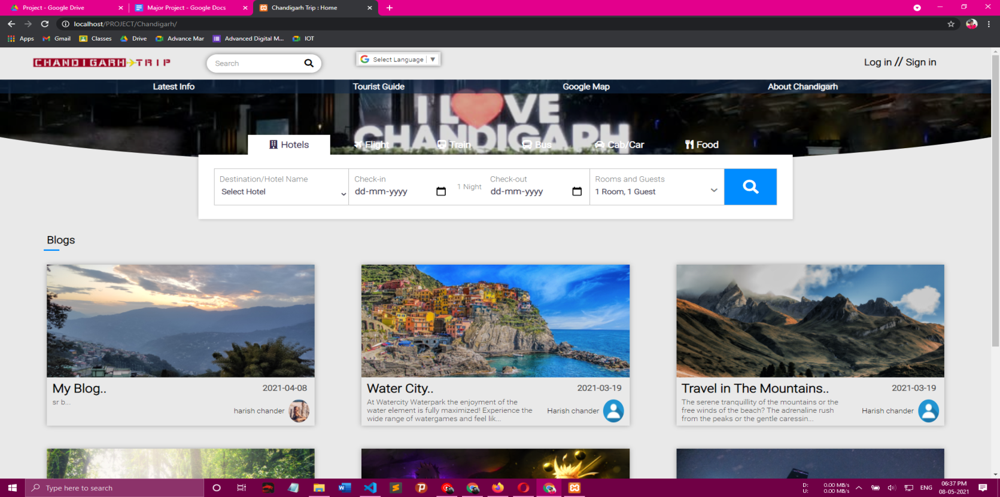 Project - Google Drive
Major Project - Google Docs
Chandigarh Trip : Home
localhost/PROJECT/Chandigarh/
Apps
Gmail
Classes
Drive
Advance Mar
Advanced Digital M...
IOT
CHANDIGARH TRIP
Search
Select Language
Log in // Sign in
Latest Info
Tourist Guide
Google Map
About Chandigarh
I LOVE
CHANDIGARH
Hotels
Flight
Train
Bus
Cab/Car
Food
Destination/Hotel Name
Select Hotel
Check-in
dd-mm-yyyy
1 Night
Check-out
dd-mm-yyyy
Rooms and Guests
1 Room, 1 Guest
Blogs
My Blog..
2021-04-08
sr b...
harish chander
Water City..
2021-03-19
At Watercity Waterpark the enjoyment of the
water element is fully maximized! Experience the
wide range of watergames and feel lik...
Harish chander
Travel in The Mountains..
2021-03-19
The serene tranquillity of the mountains or the
free winds of the beach? The adrenaline rush
from the peaks or the gentle caressin...
Harish chander
Type here to search
D: 0.00 MB/s
U: 0.00 MB/s
ENG
06:37 PM
08-05-2021